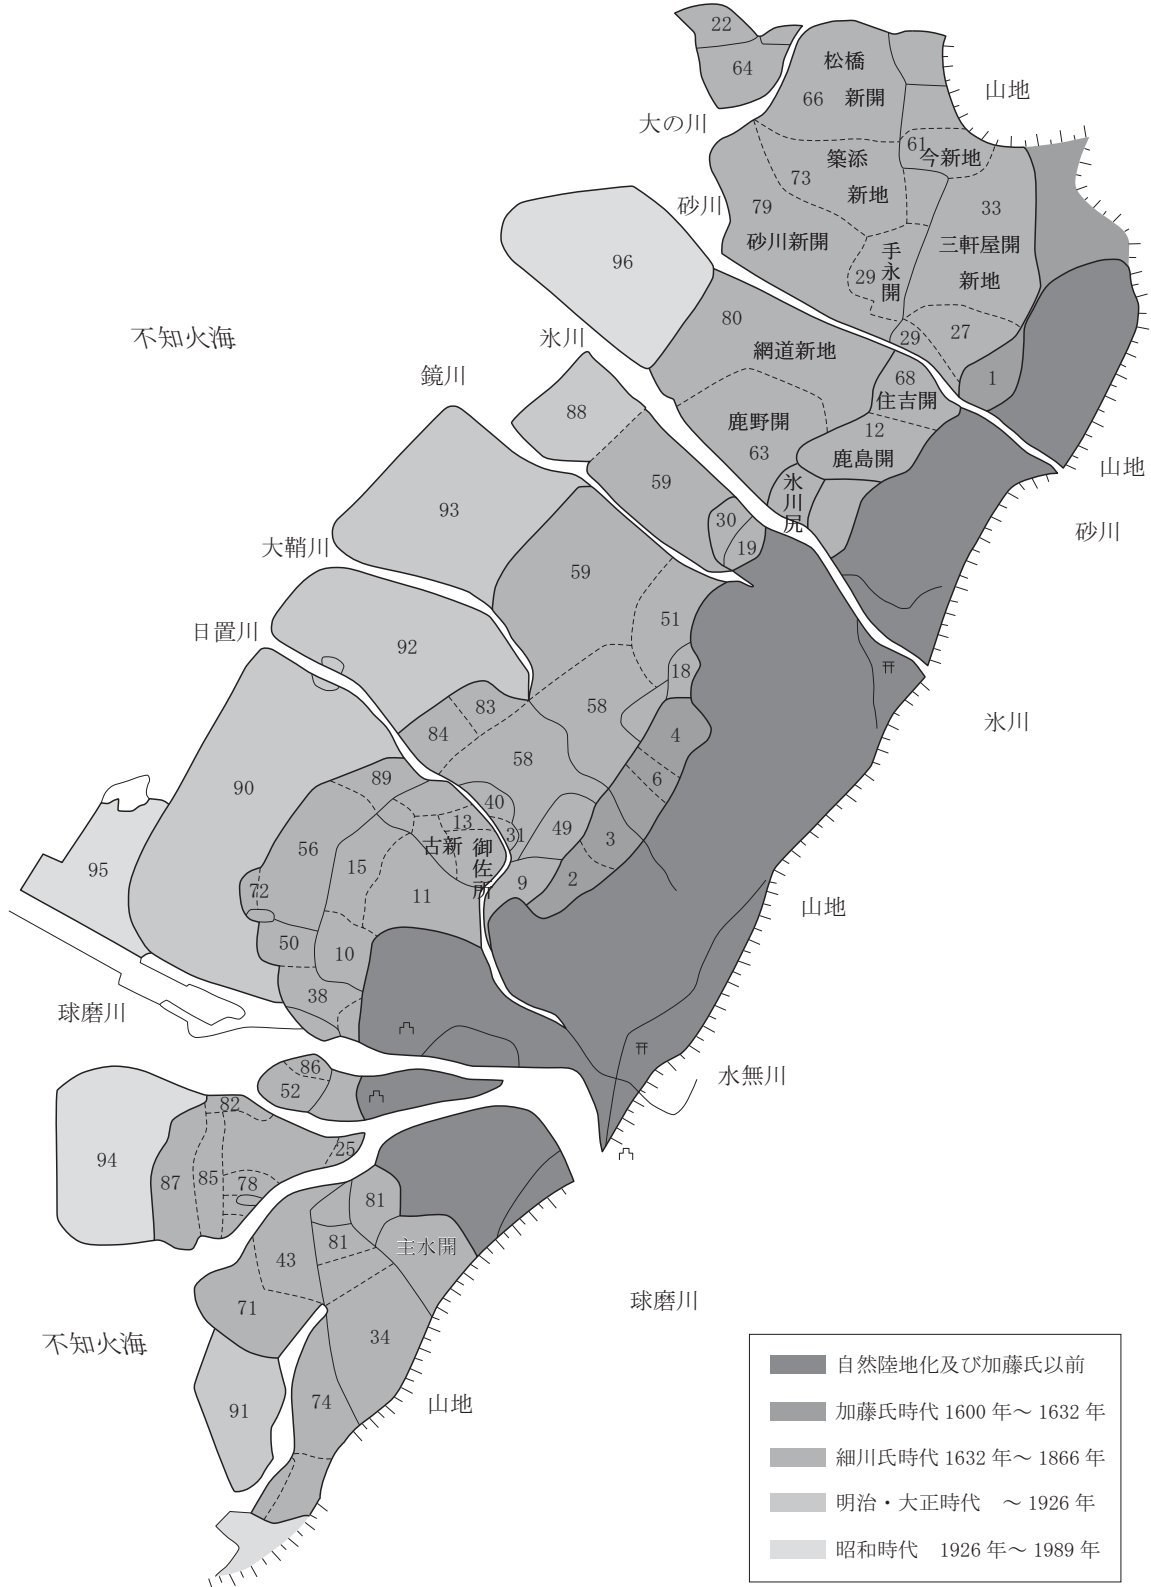 22
64
松橋
66 新開
山地
大の川
61
今新地
築添
73
新地
砂川
79
33
砂川新開
三軒屋開
手永開
29
新地
96
80
不知火海
氷川
29
27
網道新地
鏡川
68
1
88
住吉開
鹿野開
12
63
鹿島開
山地
59
氷川尻
93
30
砂川
大鞘川
19
59
51
日置川
92
18
58
83
氷川
84
4
58
6
89
90
40
13
31
49
3
古新
御佐所
56
15
95
9
2
72
11
山地
50
10
38
球磨川
86
水無川
52
82
25
94
87
85
78
81
81
主水開
43
球磨川
71
不知火海
34
91
74
山地
自然陸地化及び加藤氏以前
加藤氏時代 1600 年～ 1632 年
細川氏時代 1632 年～ 1866 年
明治・大正時代　～ 1926 年
昭和時代　1926 年～ 1989 年